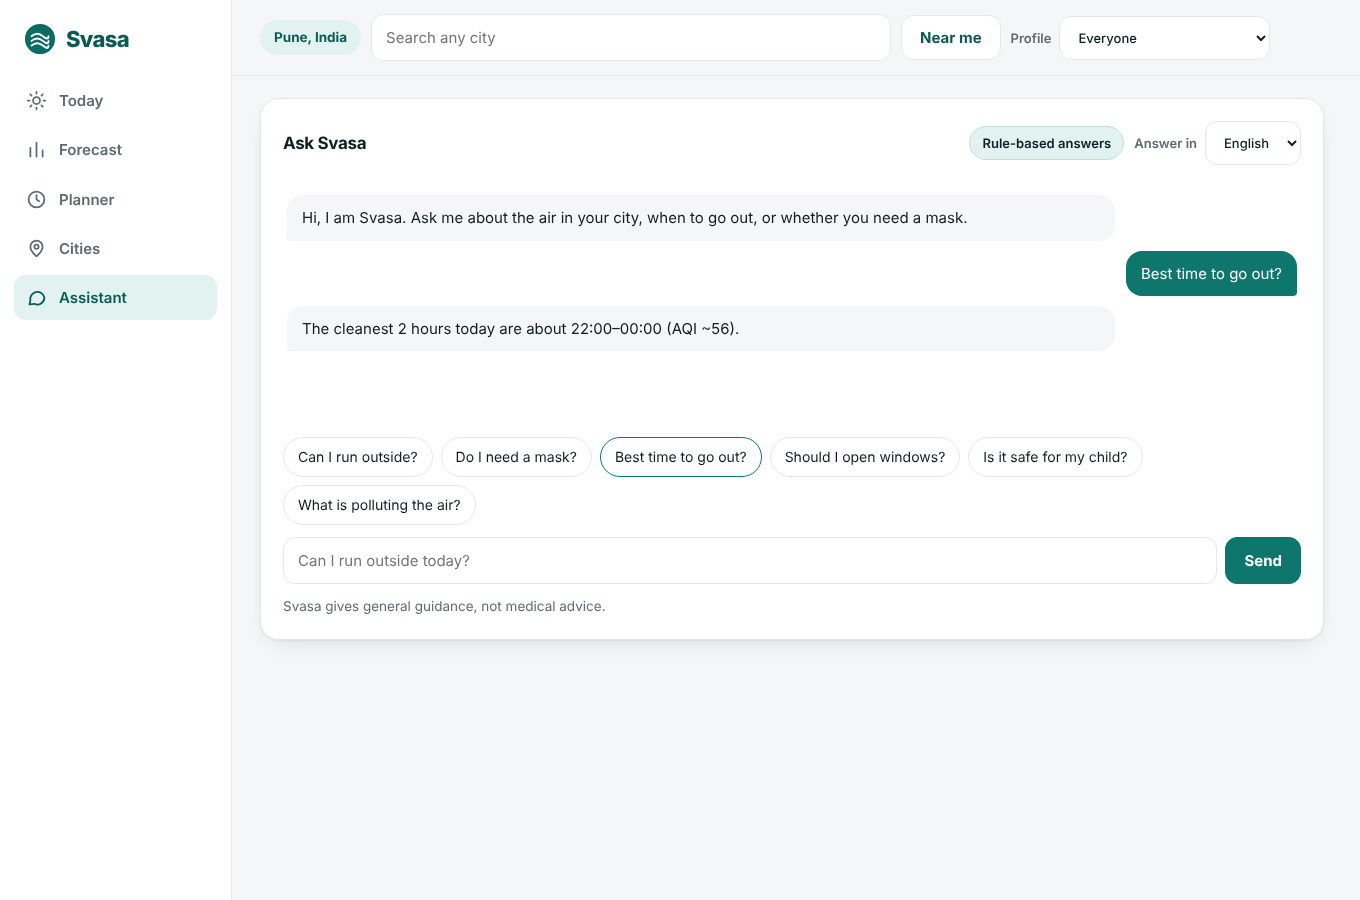 Svasa
Today
Forecast
Planner
Cities
Assistant
Pune, India
Search any city
Near me
Profile
Everyone
Ask Svasa
Rule-based answers
Answer in
English
Hi, I am Svasa. Ask me about the air in your city, when to go out, or whether you need a mask.
Best time to go out?
The cleanest 2 hours today are about 22:00–00:00 (AQI ~56).
Can I run outside?
Do I need a mask?
Best time to go out?
Should I open windows?
Is it safe for my child?
What is polluting the air?
Can I run outside today?
Send
Svasa gives general guidance, not medical advice.